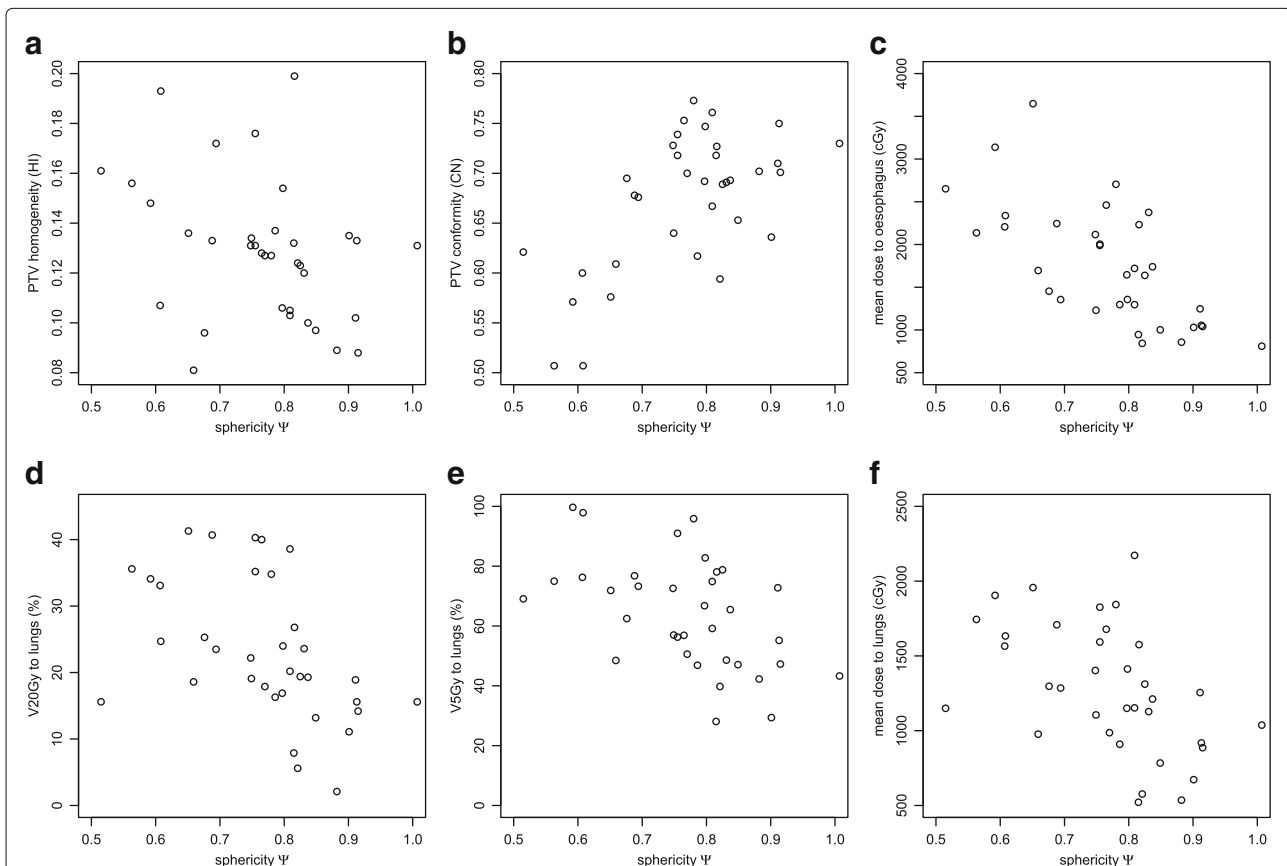 a
b
c
PTV homogeneity (HI)
0.20
0.18
0.16
0.14
0.12
0.10
0.08
0.5 0.6 0.7 0.8 0.9 1.0
sphericity Ψ
PTV conformity (CN)
0.80
0.75
0.70
0.65
0.60
0.55
0.50
0.5 0.6 0.7 0.8 0.9 1.0
sphericity Ψ
mean dose to oesophagus (cGy)
4000
3000
2000
1000
500
0.5 0.6 0.7 0.8 0.9 1.0
sphericity Ψ
d
e
f
V20Gy to lungs (%)
40
30
20
10
0
0.5 0.6 0.7 0.8 0.9 1.0
sphericity Ψ
V5Gy to lungs (%)
100
80
60
40
20
0
0.5 0.6 0.7 0.8 0.9 1.0
sphericity Ψ
mean dose to lungs (cGy)
2500
2000
1500
1000
500
0.5 0.6 0.7 0.8 0.9 1.0
sphericity Ψ